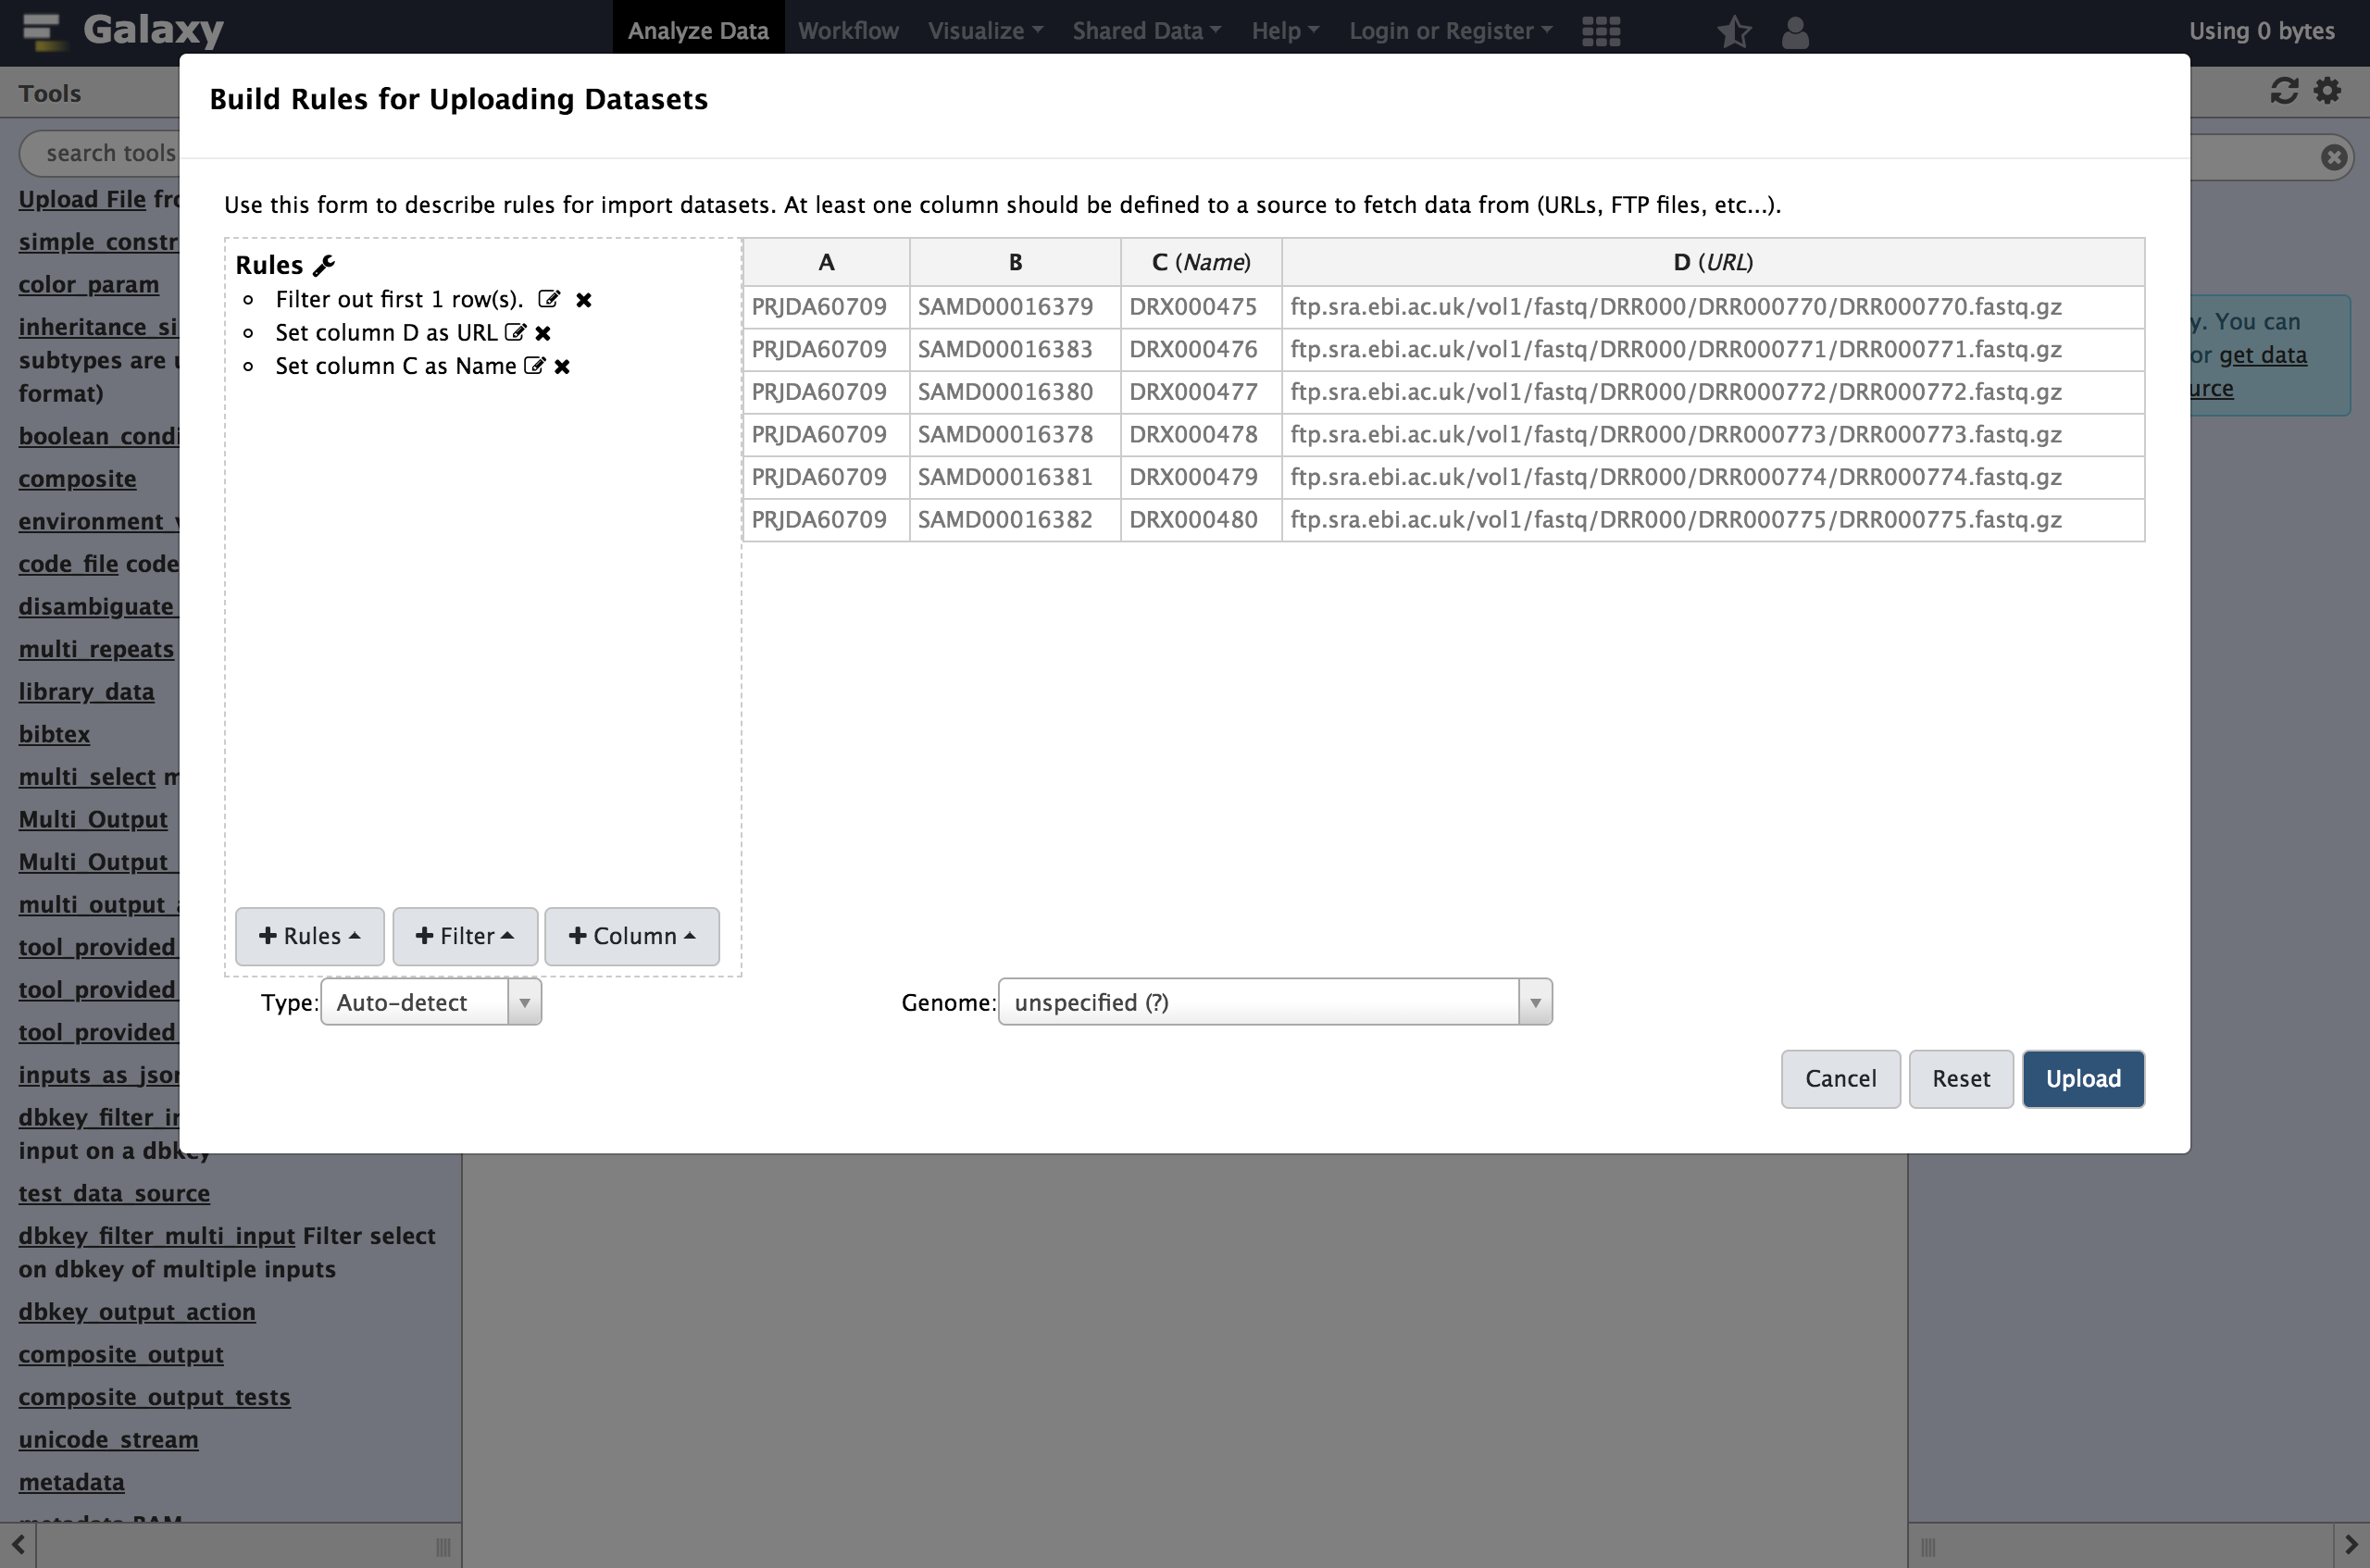 Galaxy
Analyze Data Workflow Visualize Shared Data Help Login or Register Using 0 bytes
Tools
search tools
Upload File
simple_constr
color_param
inheritance_si
subtypes are
format)
boolean_condi
composite
environment_v
code_file code
disambiguate_
multi_repeats
library_data
bibtex
multi_select
Multi_Output
Multi_Output_
multi_output_
tool_provided_
tool_provided_
tool_provided_
inputs_as_json
dbkey_filter_in
input on a dbkey
test_data_source
dbkey_filter_multi_input Filter select
on dbkey of multiple inputs
dbkey_output_action
composite_output
composite_output_tests
unicode_stream
metadata
metadata_BAM
Build Rules for Uploading Datasets
Use this form to describe rules for import datasets. At least one column should be defined to a source to fetch data from (URLs, FTP files, etc...).
Rules
Filter out first 1 row(s).
Set column D as URL
Set column C as Name
+ Rules + Filter + Column
A B C (Name) D (URL)
PRJDA60709 SAMD00016379 DRX000475 ftp.sra.ebi.ac.uk/vol1/fastq/DRR000/DRR000770/DRR000770.fastq.gz
PRJDA60709 SAMD00016383 DRX000476 ftp.sra.ebi.ac.uk/vol1/fastq/DRR000/DRR000771/DRR000771.fastq.gz
PRJDA60709 SAMD00016380 DRX000477 ftp.sra.ebi.ac.uk/vol1/fastq/DRR000/DRR000772/DRR000772.fastq.gz
PRJDA60709 SAMD00016378 DRX000478 ftp.sra.ebi.ac.uk/vol1/fastq/DRR000/DRR000773/DRR000773.fastq.gz
PRJDA60709 SAMD00016381 DRX000479 ftp.sra.ebi.ac.uk/vol1/fastq/DRR000/DRR000774/DRR000774.fastq.gz
PRJDA60709 SAMD00016382 DRX000480 ftp.sra.ebi.ac.uk/vol1/fastq/DRR000/DRR000775/DRR000775.fastq.gz
Type: Auto-detect Genome: unspecified (?)
Cancel Reset Upload
y. You can
or get data
urce